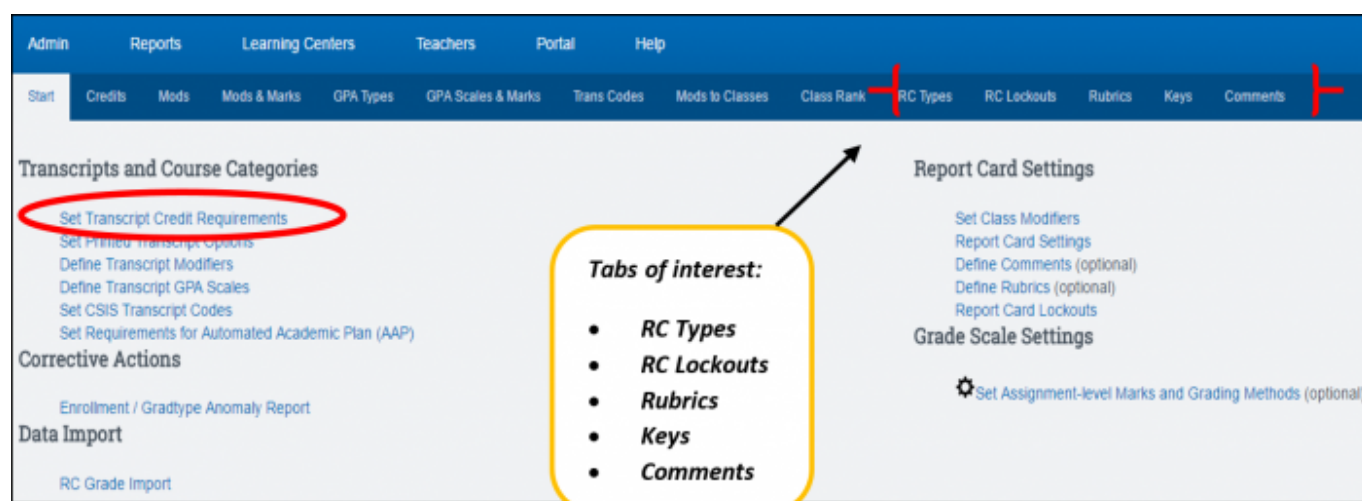 Admin Reports Learning Centers Teachers Portal Help
Start Credits Mods Mods & Marks GPA Types GPA Scales & Marks Trans Codes Mods to Classes Class Rank RC Types RC Lockouts Rubrics Keys Comments
Transcripts and Course Categories
Set Transcript Credit Requirements
Set Printed Transcript Options
Define Transcript Modifiers
Define Transcript GPA Scales
Set CSIS Transcript Codes
Set Requirements for Automated Academic Plan (AAP)
Corrective Actions
Enrollment / Gradtype Anomaly Report
Data Import
RC Grade Import
Tabs of interest:
• RC Types
• RC Lockouts
• Rubrics
• Keys
• Comments
Report Card Settings
Set Class Modifiers
Report Card Settings
Define Comments (optional)
Define Rubrics (optional)
Report Card Lockouts
Grade Scale Settings
Set Assignment-level Marks and Grading Methods (optional)